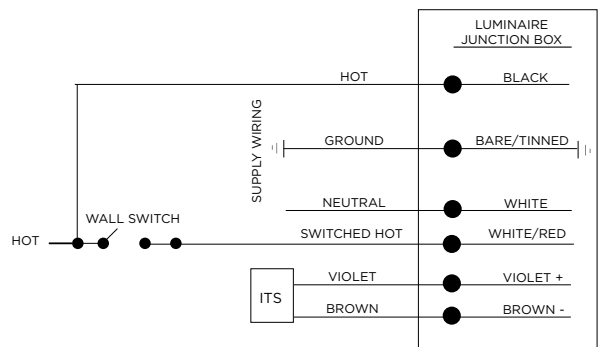 LUMINAIRE
JUNCTION BOX
HOT
BLACK
SUPPLY WIRING
GROUND
BARE/TINNED
NEUTRAL
WHITE
WALL SWITCH
HOT
SWITCHED HOT
WHITE/RED
ITS
VIOLET
VIOLET +
BROWN
BROWN -